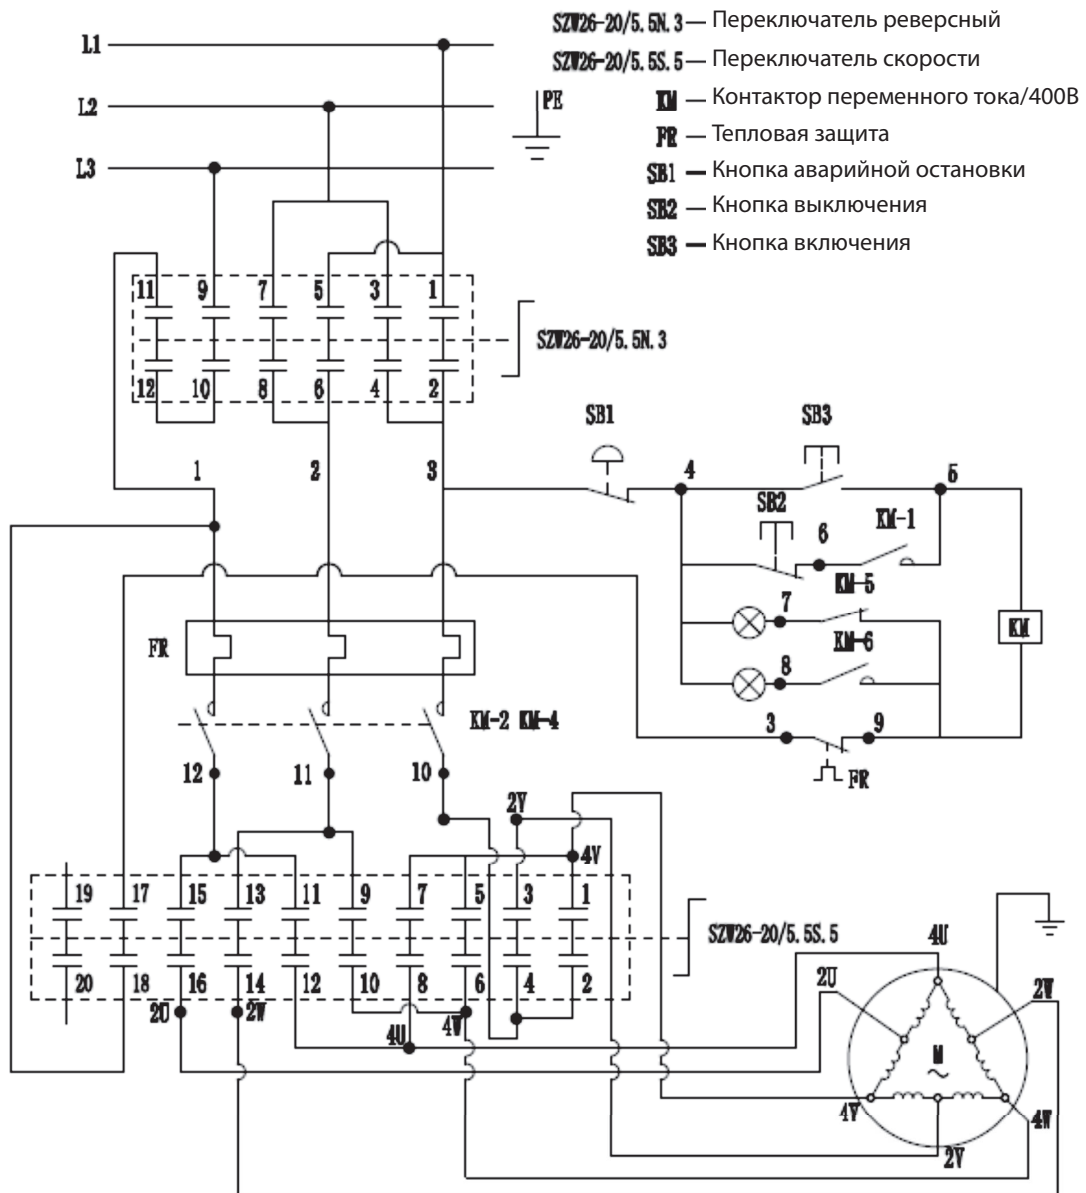 SZW26-20/5.5N.3 — Переключатель реверсный
SZW26-20/5.5S.5 — Переключатель скорости
KM — Контактор переменного тока/400В
FR — Тепловая защита
SB1 — Кнопка аварийной остановки
SB2 — Кнопка выключения
SB3 — Кнопка включения
L1
L2
PE
L3
11 9 7 5 3 1
SZW26-20/5.5N.3
12 10 8 6 4 2
SB1 SB3
1 2 3 4 5
SB2 6 KM-1
KM-5
7
FR KM
KM-6
8
KM-2 KM-4
3 9
FR
12 11 10
2V
4V
19 17 15 13 11 9 7 5 3 1
SZW26-20/5.5S.5
20 18 16 14 12 10 8 6 4 2
2U 2W 4U 4W
4U
2U 2W
M
~
4V 4W
2V